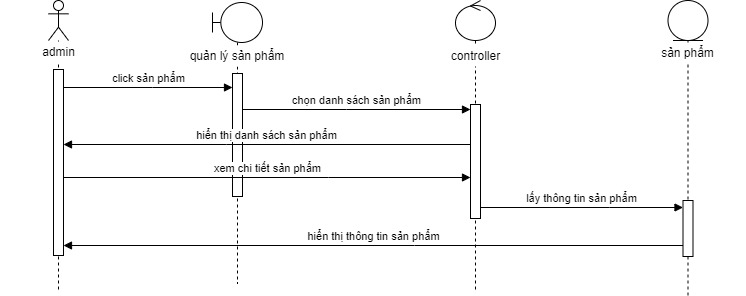 admin
quản lý sản phẩm
controller
sản phẩm
click sản phẩm
chọn danh sách sản phẩm
hiển thị danh sách sản phẩm
xem chi tiết sản phẩm
lấy thông tin sản phẩm
hiển thị thông tin sản phẩm